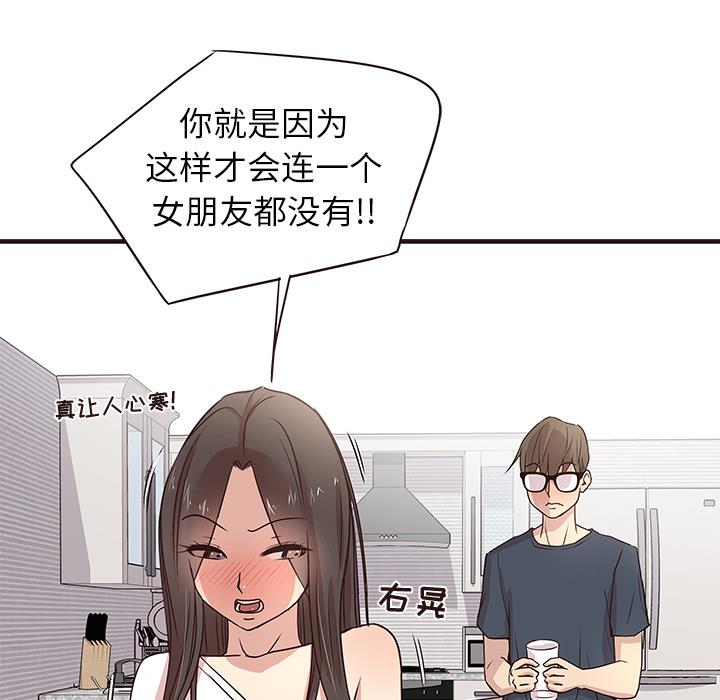 你就是因为
这样才会连一个
女朋友都没有!!
真让人心寒!
右晃